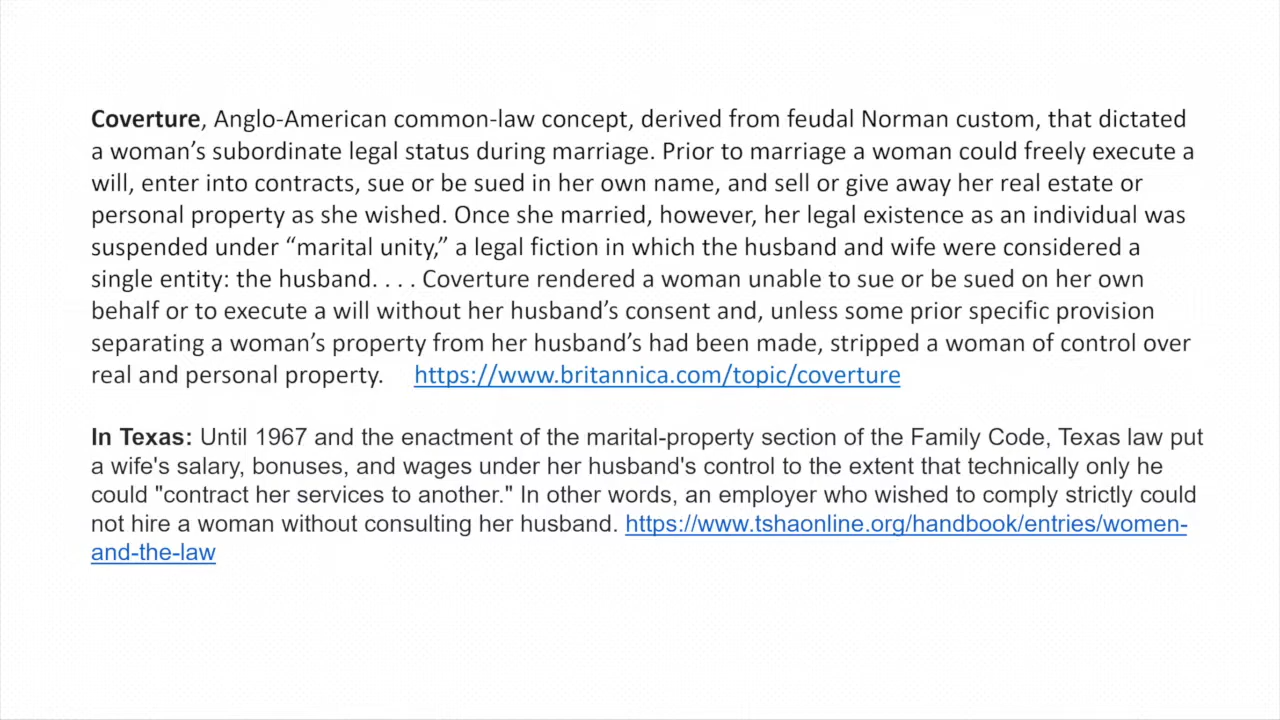 Coverture, Anglo-American common-law concept, derived from feudal Norman custom, that dictated
a woman’s subordinate legal status during marriage. Prior to marriage a woman could freely execute a
will, enter into contracts, sue or be sued in her own name, and sell or give away her real estate or
personal property as she wished. Once she married, however, her legal existence as an individual was
suspended under “marital unity,” a legal fiction in which the husband and wife were considered a
single entity: the husband. . . . Coverture rendered a woman unable to sue or be sued on her own
behalf or to execute a will without her husband’s consent and, unless some prior specific provision
separating a woman’s property from her husband’s had been made, stripped a woman of control over
real and personal property. https://www.britannica.com/topic/coverture
In Texas: Until 1967 and the enactment of the marital-property section of the Family Code, Texas law put
a wife's salary, bonuses, and wages under her husband's control to the extent that technically only he
could "contract her services to another." In other words, an employer who wished to comply strictly could
not hire a woman without consulting her husband. https://www.tshaonline.org/handbook/entries/women-
and-the-law